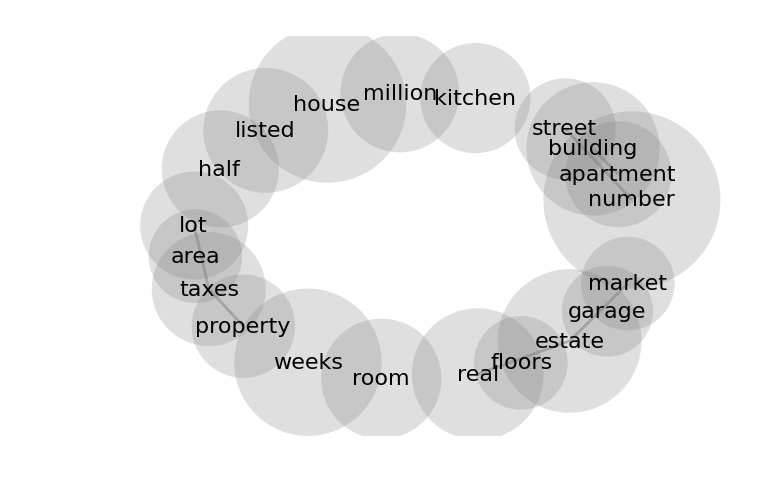 million
kitchen
house
street
listed
building
half
apartment
number
lot
area
market
taxes
garage
property
estate
weeks
floors
real
room